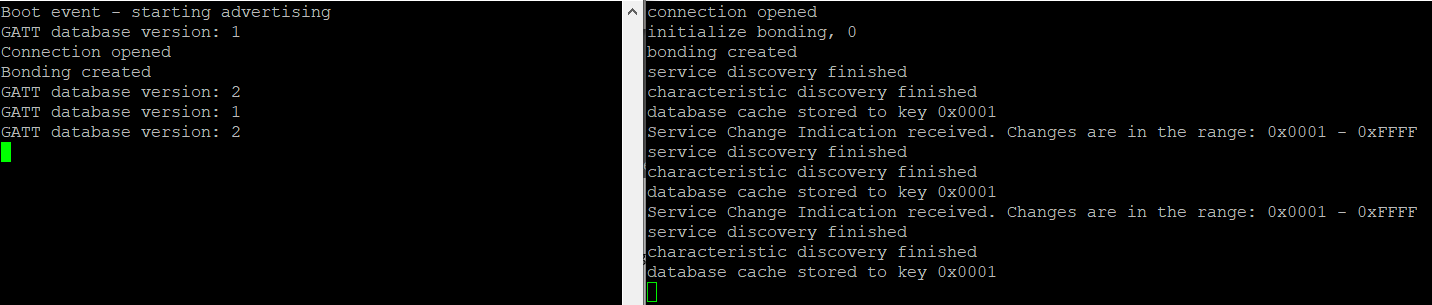 Boot event - starting advertising
GATT database version: 1
Connection opened
Bonding created
GATT database version: 2
GATT database version: 1
GATT database version: 2
connection opened
initialize bonding, 0
bonding created
service discovery finished
characteristic discovery finished
database cache stored to key 0x0001
Service Change Indication received. Changes are in the range: 0x0001 - 0xFFFF
service discovery finished
characteristic discovery finished
database cache stored to key 0x0001
Service Change Indication received. Changes are in the range: 0x0001 - 0xFFFF
service discovery finished
characteristic discovery finished
database cache stored to key 0x0001